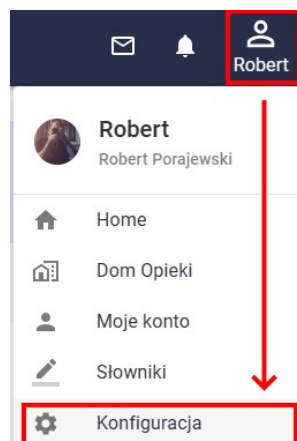 Robert
Robert
Robert Porajewski
Home
Dom Opieki
Moje konto
Słowniki
Konfiguracja